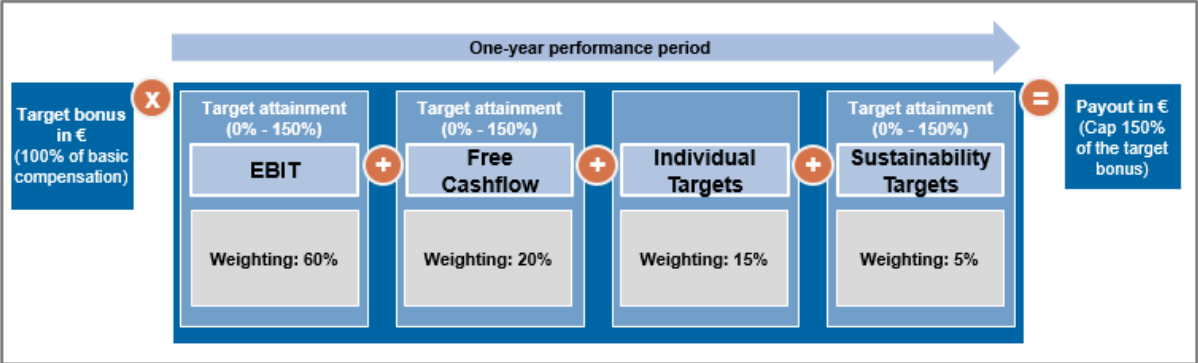 One-year performance period
Target bonus
in €
(100% of basic
compensation)
X
Target attainment
(0% - 150%)
EBIT
Weighting: 60%
+
Target attainment
(0% - 150%)
Free
Cashflow
Weighting: 20%
+
Individual
Targets
Weighting: 15%
+
Target attainment
(0% - 150%)
Sustainability
Targets
Weighting: 5%
=
Payout in €
(Cap 150%
of the target
bonus)